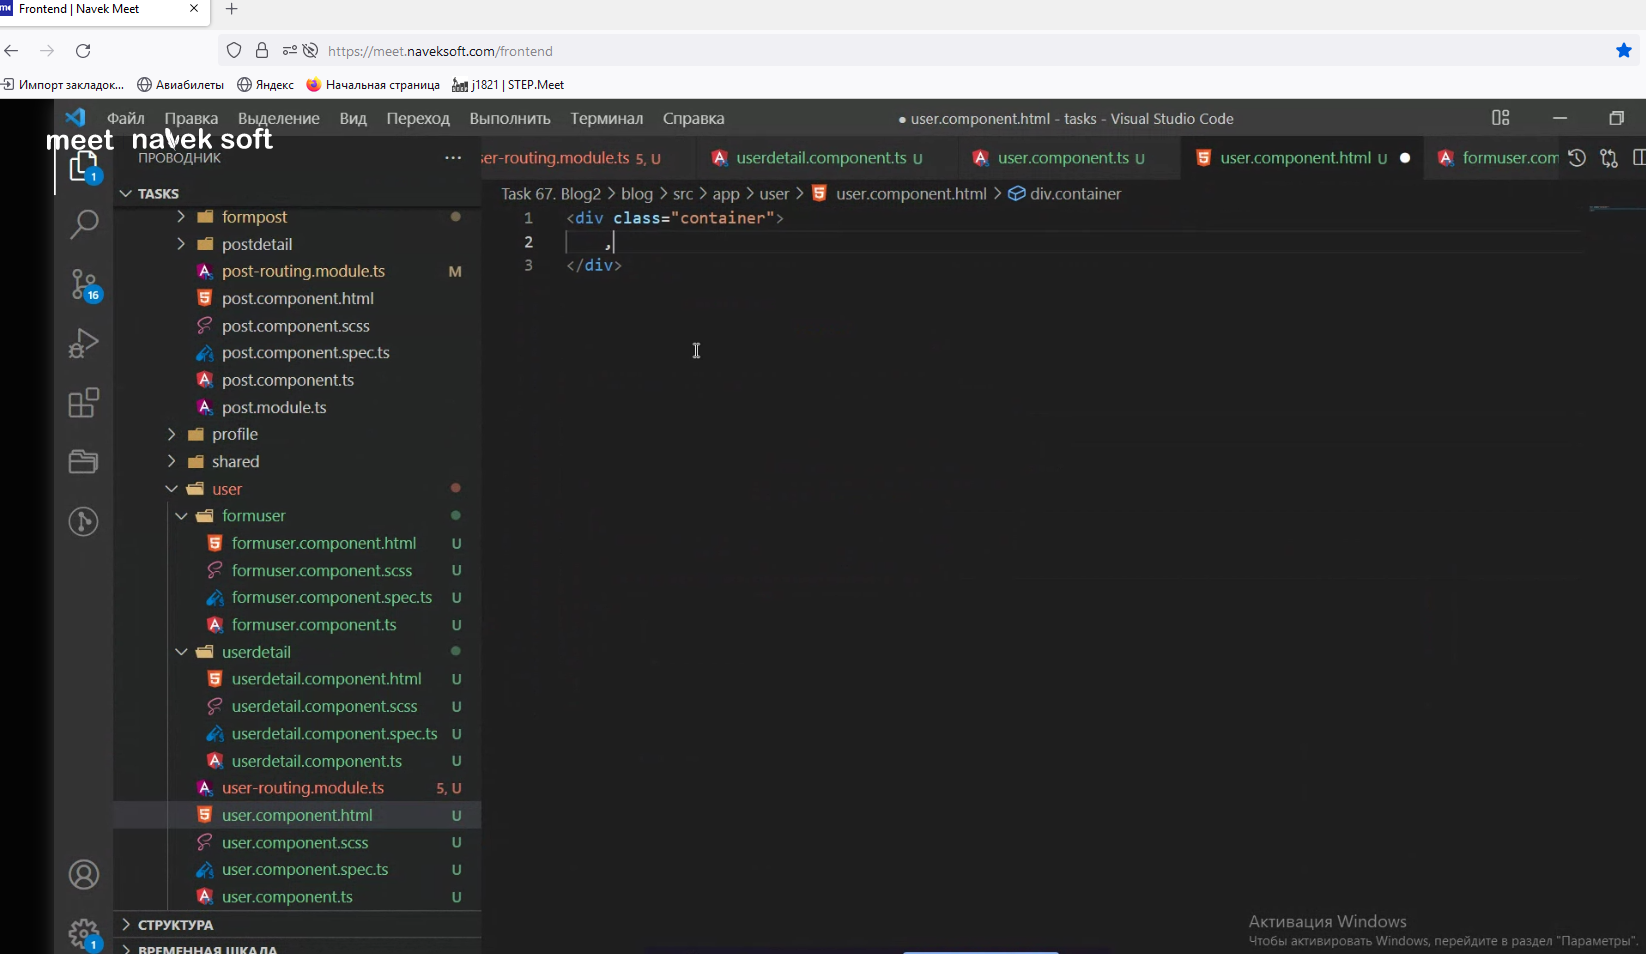 Frontend | Navek Meet
https://meet.naveksoft.com/frontend
Импорт закладок... Авиабилеты Яндекс Начальная страница j1821 | STEP.Meet
Файл Правка Выделение Вид Переход Выполнить Терминал Справка
● user.component.html - tasks - Visual Studio Code
meet navek soft
ПРОВОДНИК ...
ser-routing.module.ts 5, U
userdetail.component.ts U
user.component.ts U
user.component.html U
formuser.com
TASKS
Task 67. Blog2 > blog > src > app > user > user.component.html > div.container
formpost
postdetail
post-routing.module.ts M
post.component.html
post.component.scss
post.component.spec.ts
post.component.ts
post.module.ts
profile
shared
user
formuser
formuser.component.html U
formuser.component.scss U
formuser.component.spec.ts U
formuser.component.ts U
userdetail
userdetail.component.html U
userdetail.component.scss U
userdetail.component.spec.ts U
userdetail.component.ts U
user-routing.module.ts 5, U
user.component.html U
user.component.scss U
user.component.spec.ts U
user.component.ts U
СТРУКТУРА
ВРЕМЕННАЯ ШКАЛА
1
16
1
1 <div class="container">
2 ,
3 </div>
Активация Windows
Чтобы активировать Windows, перейдите в раздел "Параметры".